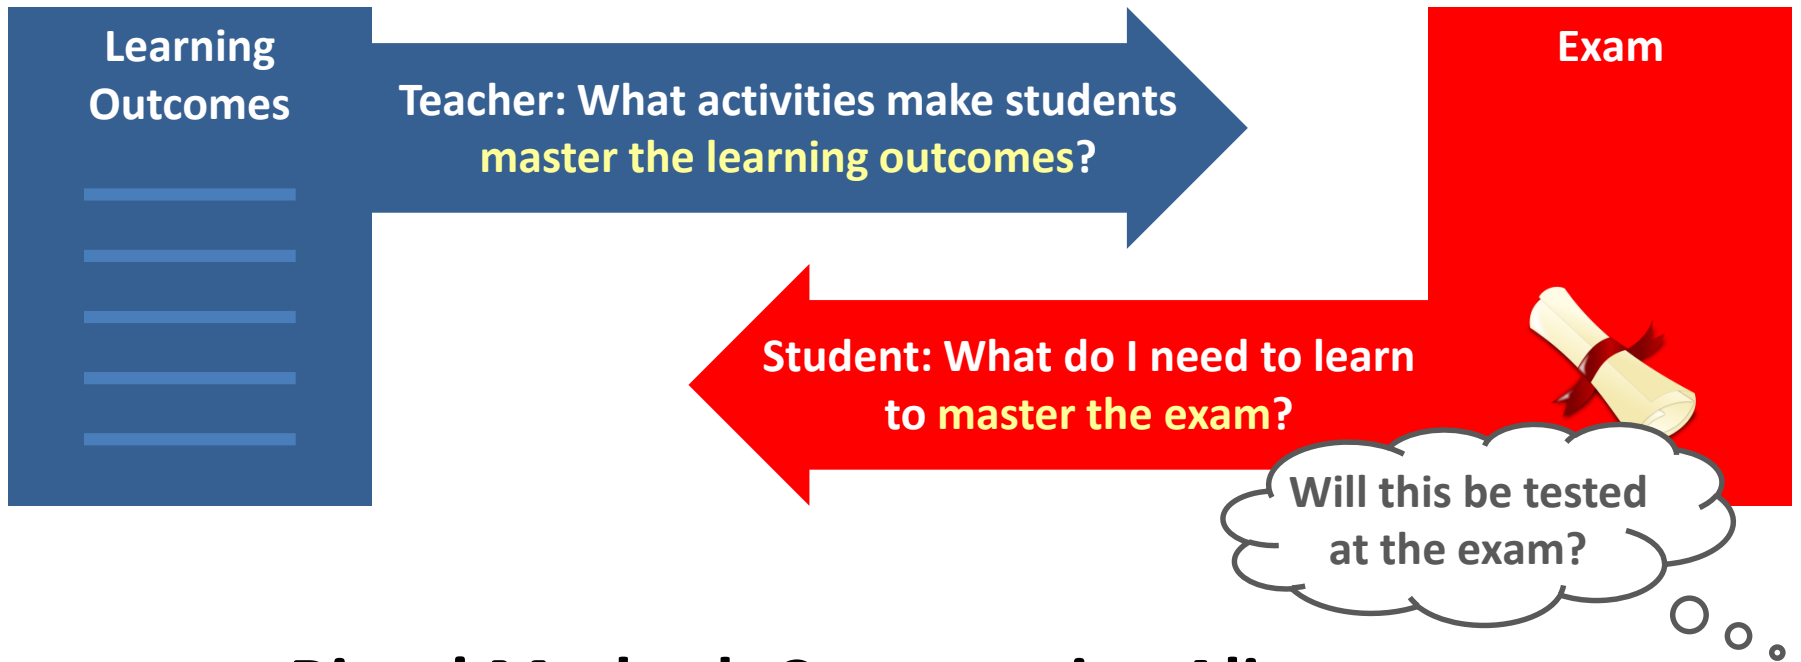 Learning
Outcomes
Teacher: What activities make students
master the learning outcomes?
Exam
Student: What do I need to learn
to master the exam?
Will this be tested
at the exam?